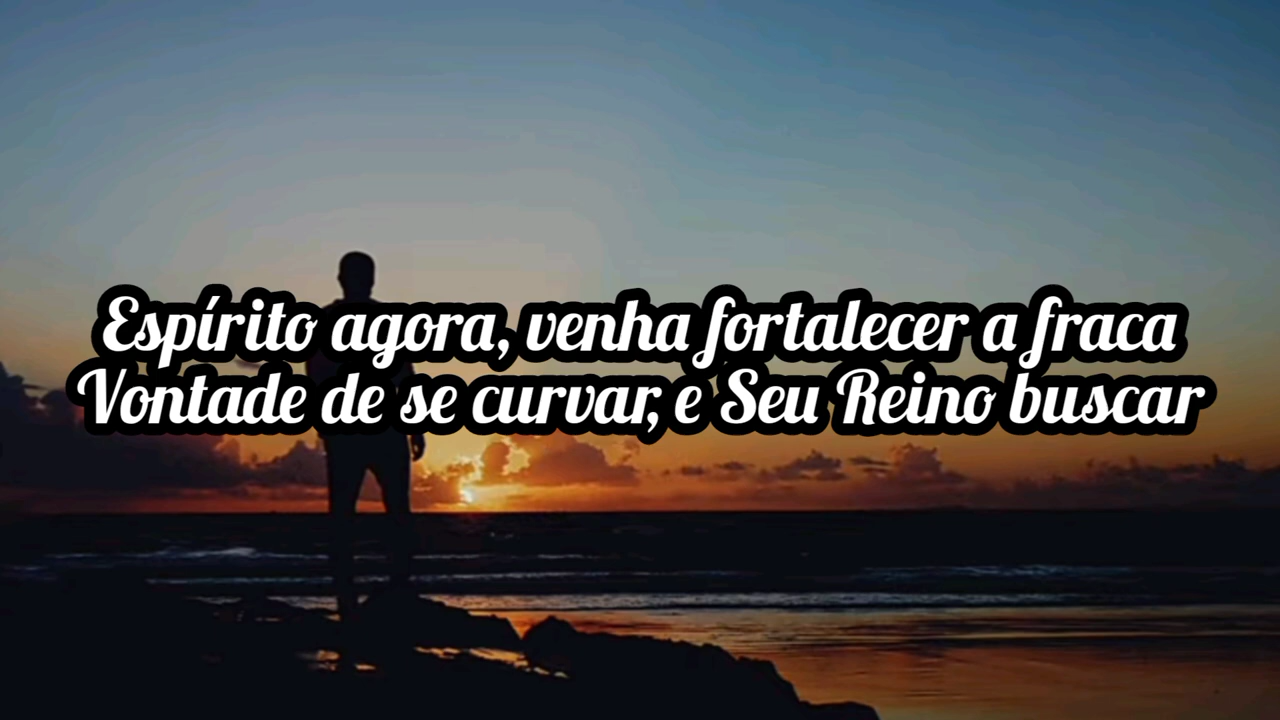 Espírito agora, venha fortalecer a fraca
Vontade de se curvar, e Seu Reino buscar